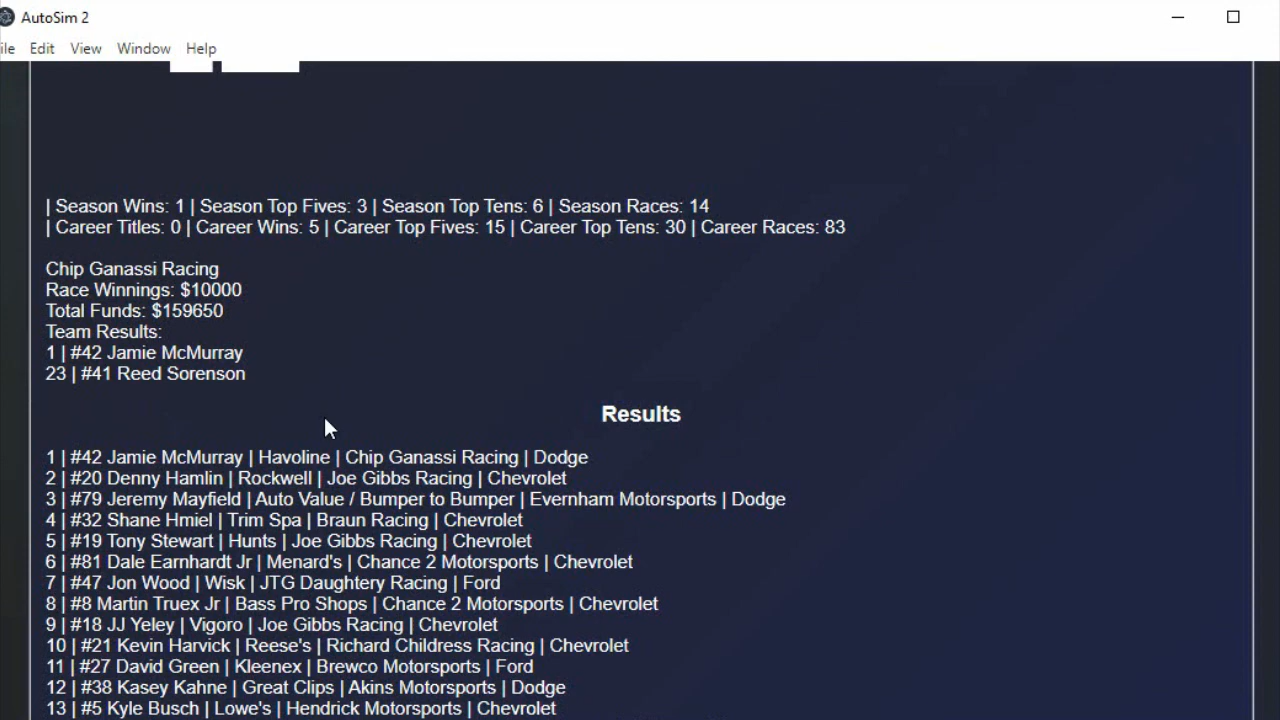 AutoSim 2
ile Edit View Window Help
| Season Wins: 1 | Season Top Fives: 3 | Season Top Tens: 6 | Season Races: 14
| Career Titles: 0 | Career Wins: 5 | Career Top Fives: 15 | Career Top Tens: 30 | Career Races: 83
Chip Ganassi Racing
Race Winnings: $10000
Total Funds: $159650
Team Results:
1 | #42 Jamie McMurray
23 | #41 Reed Sorenson
Results
1 | #42 Jamie McMurray | Havoline | Chip Ganassi Racing | Dodge
2 | #20 Denny Hamlin | Rockwell | Joe Gibbs Racing | Chevrolet
3 | #79 Jeremy Mayfield | Auto Value / Bumper to Bumper | Evernham Motorsports | Dodge
4 | #32 Shane Hmiel | Trim Spa | Braun Racing | Chevrolet
5 | #19 Tony Stewart | Hunts | Joe Gibbs Racing | Chevrolet
6 | #81 Dale Earnhardt Jr | Menard's | Chance 2 Motorsports | Chevrolet
7 | #47 Jon Wood | Wisk | JTG Daughtery Racing | Ford
8 | #8 Martin Truex Jr | Bass Pro Shops | Chance 2 Motorsports | Chevrolet
9 | #18 JJ Yeley | Vigoro | Joe Gibbs Racing | Chevrolet
10 | #21 Kevin Harvick | Reese's | Richard Childress Racing | Chevrolet
11 | #27 David Green | Kleenex | Brewco Motorsports | Ford
12 | #38 Kasey Kahne | Great Clips | Akins Motorsports | Dodge
13 | #5 Kyle Busch | Lowe's | Hendrick Motorsports | Chevrolet